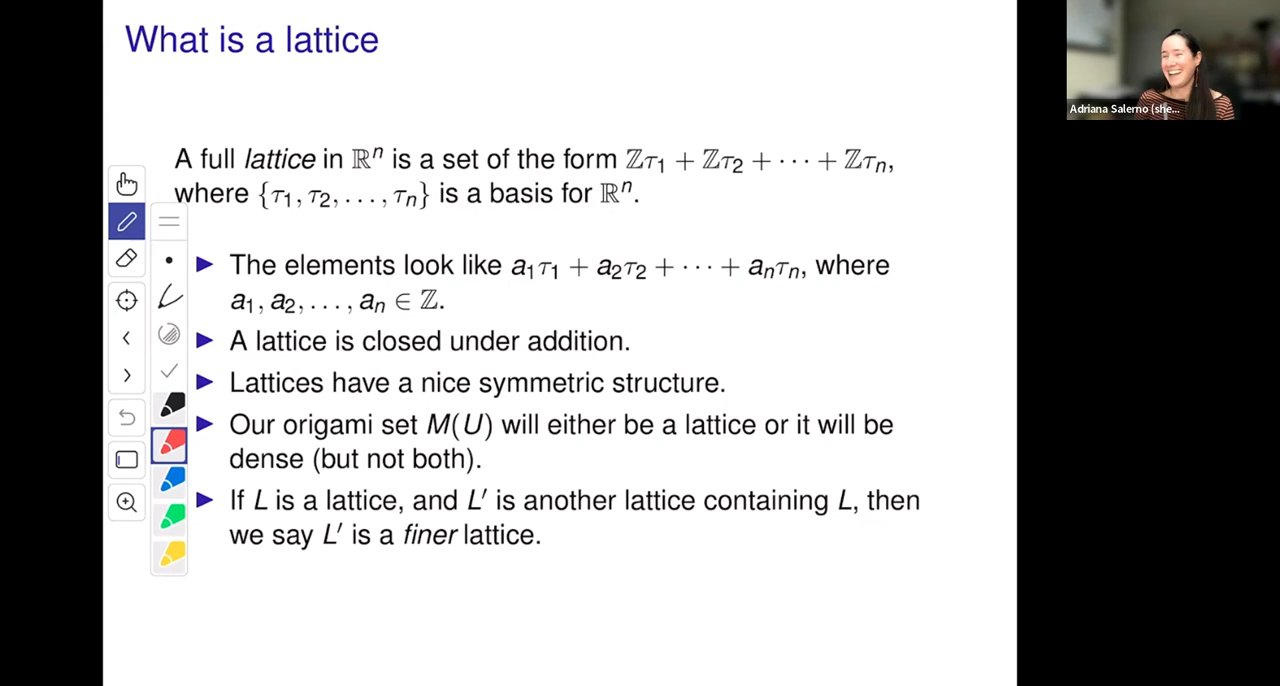 What is a lattice
Adriana Salerno (she...
A full lattice in ℝⁿ is a set of the form ℤτ₁ + ℤτ₂ + ⋯ + ℤτₙ,
where {τ₁, τ₂, . . . , τₙ} is a basis for ℝⁿ.
▶ The elements look like a₁τ₁ + a₂τ₂ + ⋯ + aₙτₙ, where
a₁, a₂, . . . , aₙ ∈ ℤ.
▶ A lattice is closed under addition.
▶ Lattices have a nice symmetric structure.
▶ Our origami set M(U) will either be a lattice or it will be
dense (but not both).
▶ If L is a lattice, and L′ is another lattice containing L, then
we say L′ is a finer lattice.